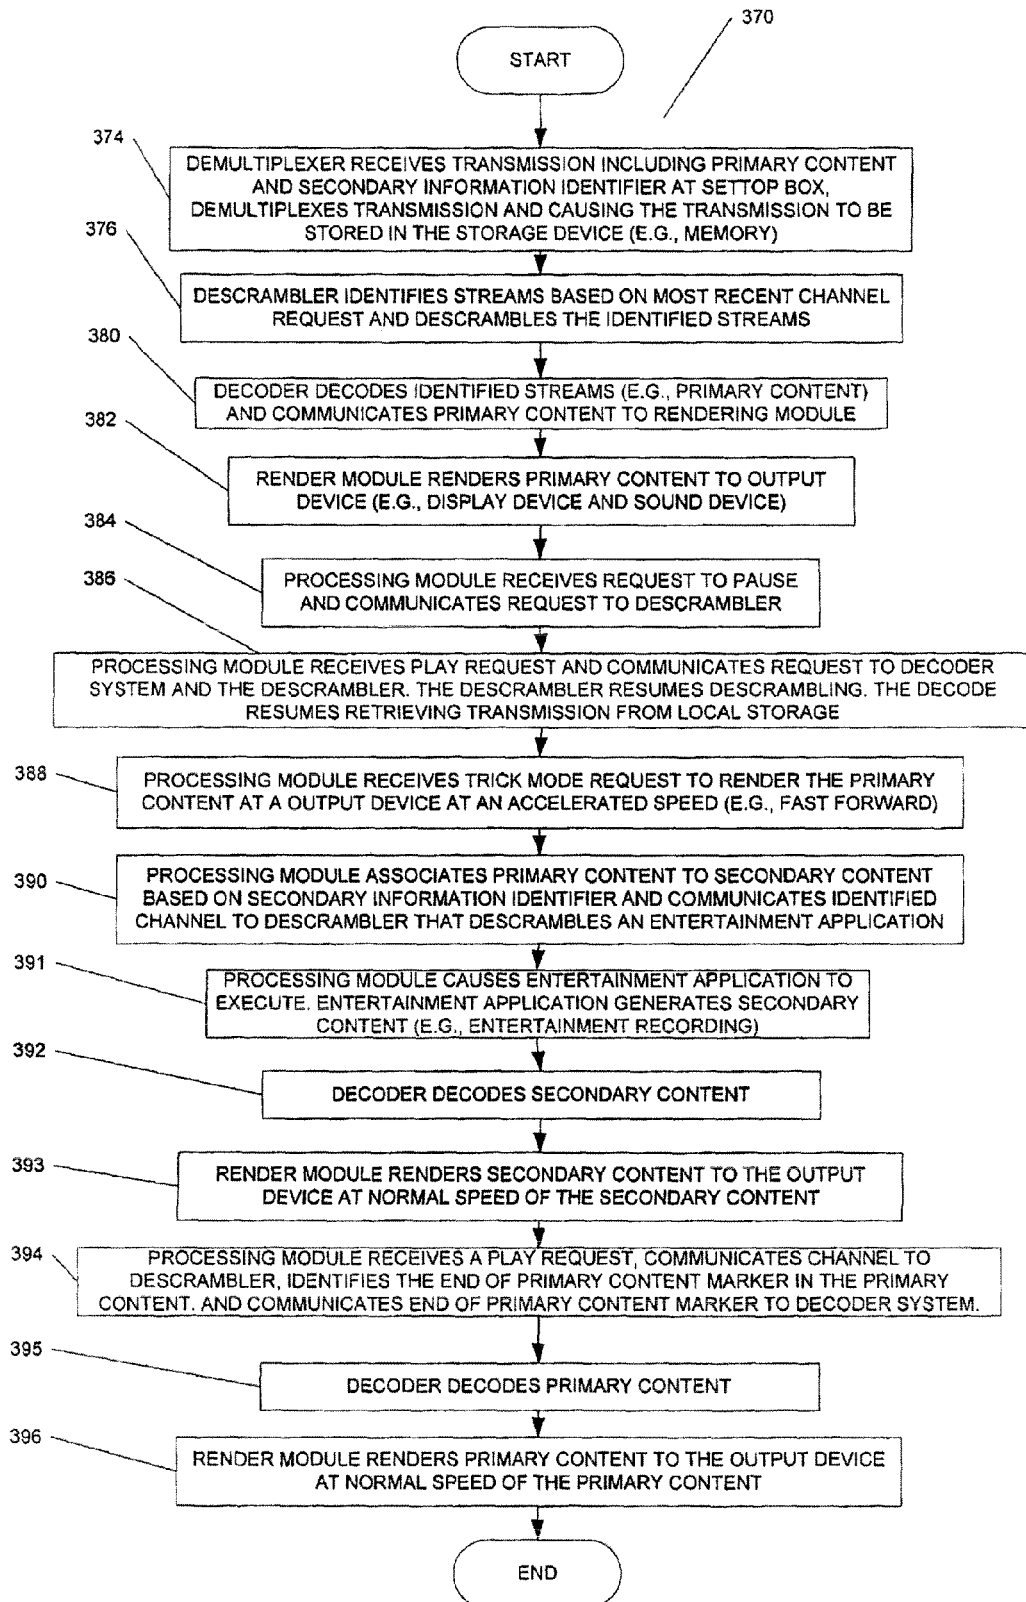 370
START
374
DEMULTIPLEXER RECEIVES TRANSMISSION INCLUDING PRIMARY CONTENT
AND SECONDARY INFORMATION IDENTIFIER AT SETTOP BOX,
DEMULTIPLEXES TRANSMISSION AND CAUSING THE TRANSMISSION TO BE
STORED IN THE STORAGE DEVICE (E.G., MEMORY)
376
DESCRAMBLER IDENTIFIES STREAMS BASED ON MOST RECENT CHANNEL
REQUEST AND DESCRAMBLES THE IDENTIFIED STREAMS
380
DECODER DECODES IDENTIFIED STREAMS (E.G., PRIMARY CONTENT)
AND COMMUNICATES PRIMARY CONTENT TO RENDERING MODULE
382
RENDER MODULE RENDERS PRIMARY CONTENT TO OUTPUT
DEVICE (E.G., DISPLAY DEVICE AND SOUND DEVICE)
384
PROCESSING MODULE RECEIVES REQUEST TO PAUSE
AND COMMUNICATES REQUEST TO DESCRAMBLER
386
PROCESSING MODULE RECEIVES PLAY REQUEST AND COMMUNICATES REQUEST TO DECODER
SYSTEM AND THE DESCRAMBLER. THE DESCRAMBLER RESUMES DESCRAMBLING. THE DECODE
RESUMES RETRIEVING TRANSMISSION FROM LOCAL STORAGE
388
PROCESSING MODULE RECEIVES TRICK MODE REQUEST TO RENDER THE PRIMARY
CONTENT AT A OUTPUT DEVICE AT AN ACCELERATED SPEED (E.G., FAST FORWARD)
390
PROCESSING MODULE ASSOCIATES PRIMARY CONTENT TO SECONDARY CONTENT
BASED ON SECONDARY INFORMATION IDENTIFIER AND COMMUNICATES IDENTIFIED
CHANNEL TO DESCRAMBLER THAT DESCRAMBLES AN ENTERTAINMENT APPLICATION
391
PROCESSING MODULE CAUSES ENTERTAINMENT APPLICATION TO
EXECUTE. ENTERTAINMENT APPLICATION GENERATES SECONDARY
CONTENT (E.G., ENTERTAINMENT RECORDING)
392
DECODER DECODES SECONDARY CONTENT
393
RENDER MODULE RENDERS SECONDARY CONTENT TO THE OUTPUT
DEVICE AT NORMAL SPEED OF THE SECONDARY CONTENT
394
PROCESSING MODULE RECEIVES A PLAY REQUEST, COMMUNICATES CHANNEL TO
DESCRAMBLER, IDENTIFIES THE END OF PRIMARY CONTENT MARKER IN THE PRIMARY
CONTENT. AND COMMUNICATES END OF PRIMARY CONTENT MARKER TO DECODER SYSTEM.
395
DECODER DECODES PRIMARY CONTENT
396
RENDER MODULE RENDERS PRIMARY CONTENT TO THE OUTPUT DEVICE
AT NORMAL SPEED OF THE PRIMARY CONTENT
END